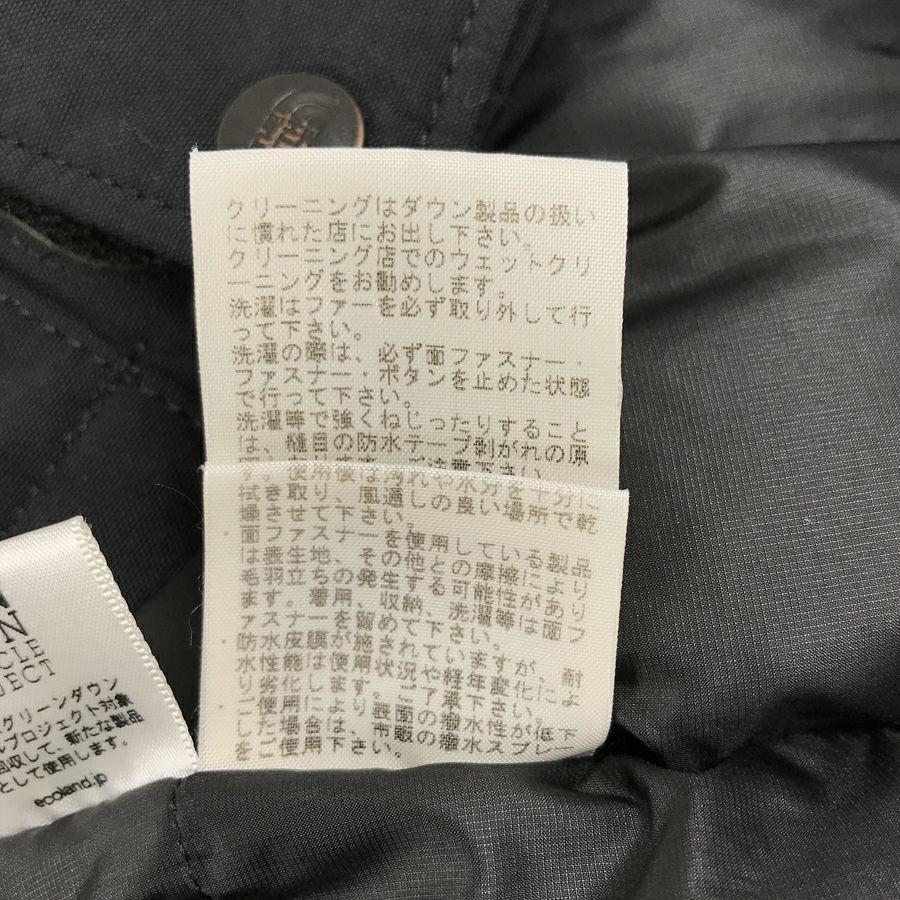 クリーニングはダウン製品の扱い
に慣れた店にお出し下さい。
クリーニング店でのウェットクリ
ーニングをお勧めします。
洗濯はファーを必ず取り外して行
って下さい。
洗濯の際は、必ず面ファスナー・
ファスナー・ボタンを止めた状態
で行って下さい。
洗濯等で強くねじったりすること
は、縫目の防水テープ剥がれの原
拭き取り、風通しの良い場所で乾
燥させて下さい。
・面ファスナーを使用している製品
は表生地、その他との摩擦により
毛羽立ちの発生する可能性があり
ます。着用、収納、洗濯等は面フ
ァスナーを留めて下さい。
・防水皮膜が施されていますが、耐
水性能は使用状況や経年変化によ
り劣化します。ご了承下さい。
・ご使用により、表面の撥水性が低下
した場合は、市販の撥水スプレー
をご使用下さい。
N
CLE
JECT
グリーンダウン
ルプロジェクト対象
回収して、新たな製品
として使用します。
ecoland.jp